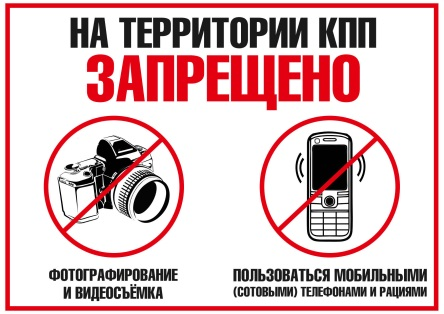 НА ТЕРРИТОРИИ КПП
ЗАПРЕЩЕНО
ФОТОГРАФИРОВАНИЕ
И ВИДЕОСЪЁМКА
ПОЛЬЗОВАТЬСЯ МОБИЛЬНЫМИ
(СОТОВЫМИ) ТЕЛЕФОНАМИ И РАЦИЯМИ